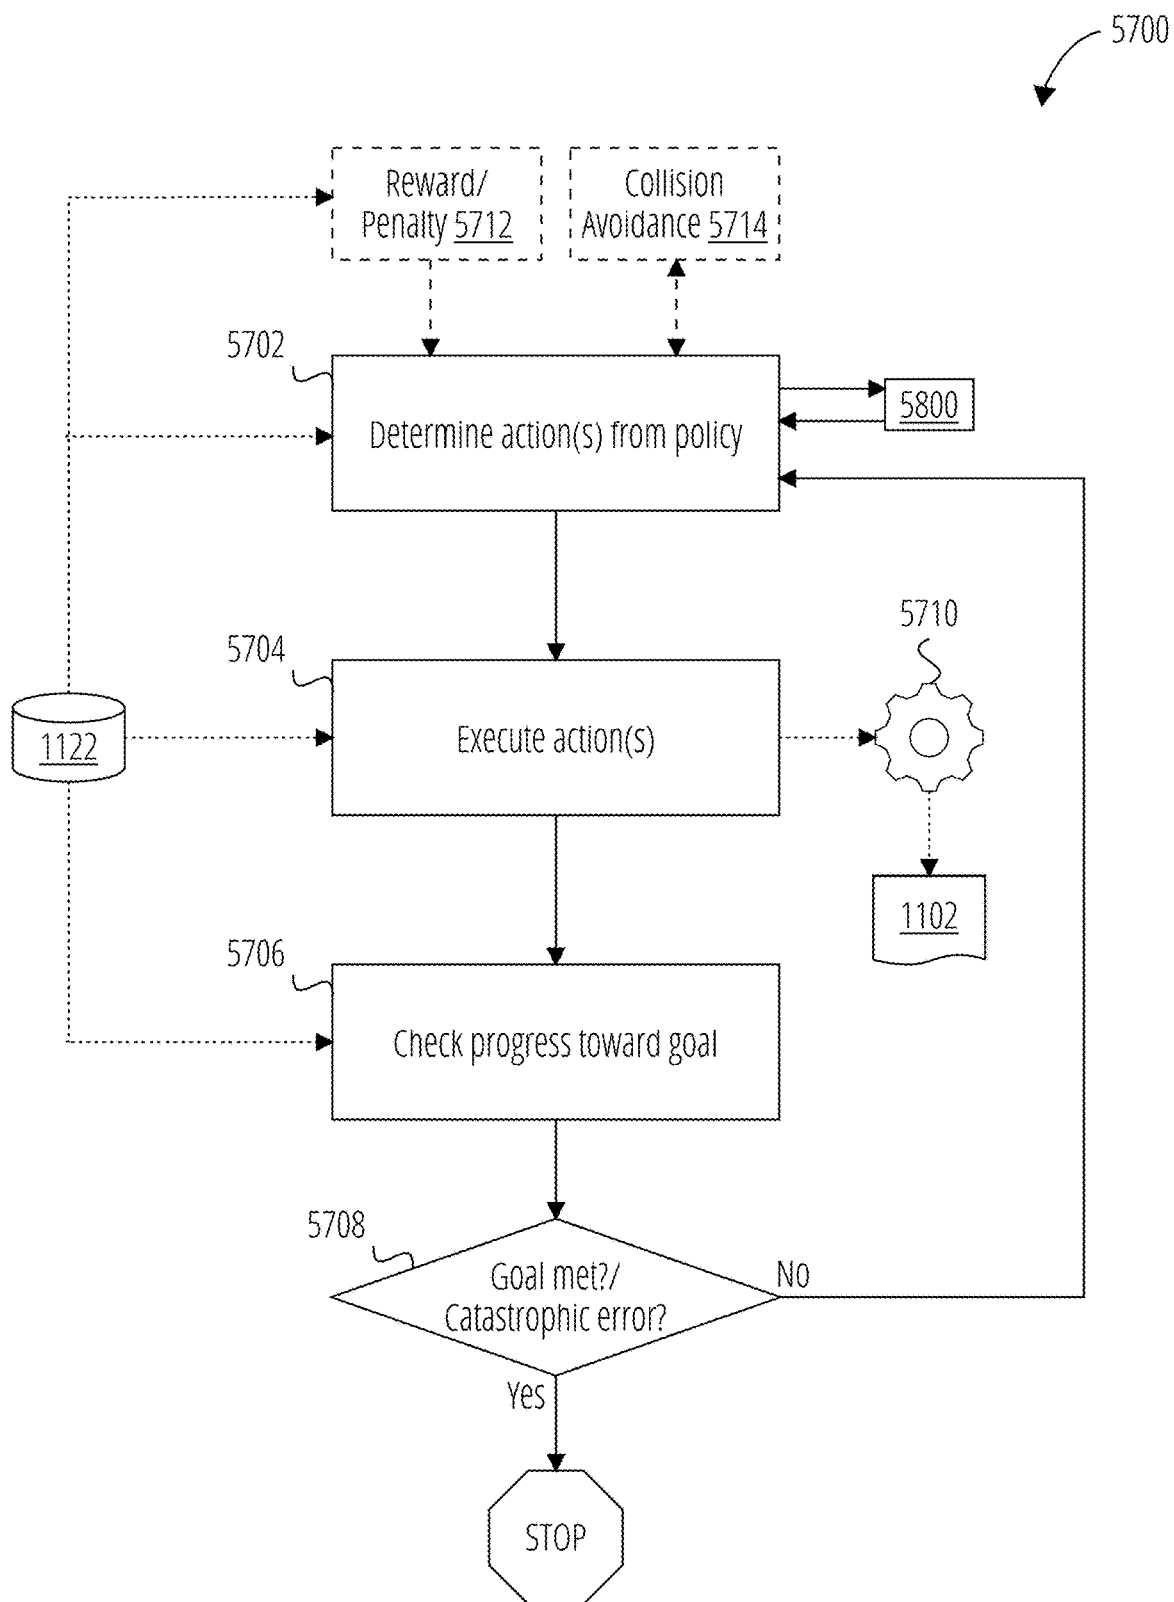 5700
Reward/
Penalty 5712
Collision
Avoidance 5714
5702
Determine action(s) from policy
5800
5710
5704
Execute action(s)
1122
1102
5706
Check progress toward goal
5708
Goal met?/
Catastrophic error?
No
Yes
STOP